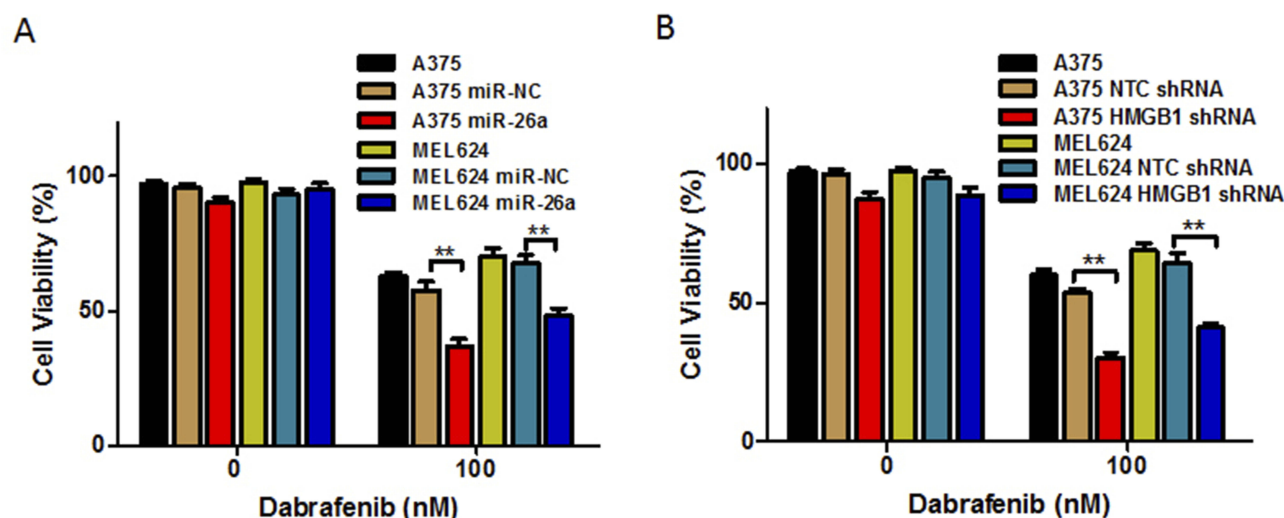 A
A375
A375 miR-NC
A375 miR-26a
MEL624
MEL624 miR-NC
MEL624 miR-26a
Cell Viability (%)
100
50
0
**
**
0
100
Dabrafenib (nM)
B
A375
A375 NTC shRNA
A375 HMGB1 shRNA
MEL624
MEL624 NTC shRNA
MEL624 HMGB1 shRNA
Cell Viability (%)
100
50
0
**
**
0
100
Dabrafenib (nM)